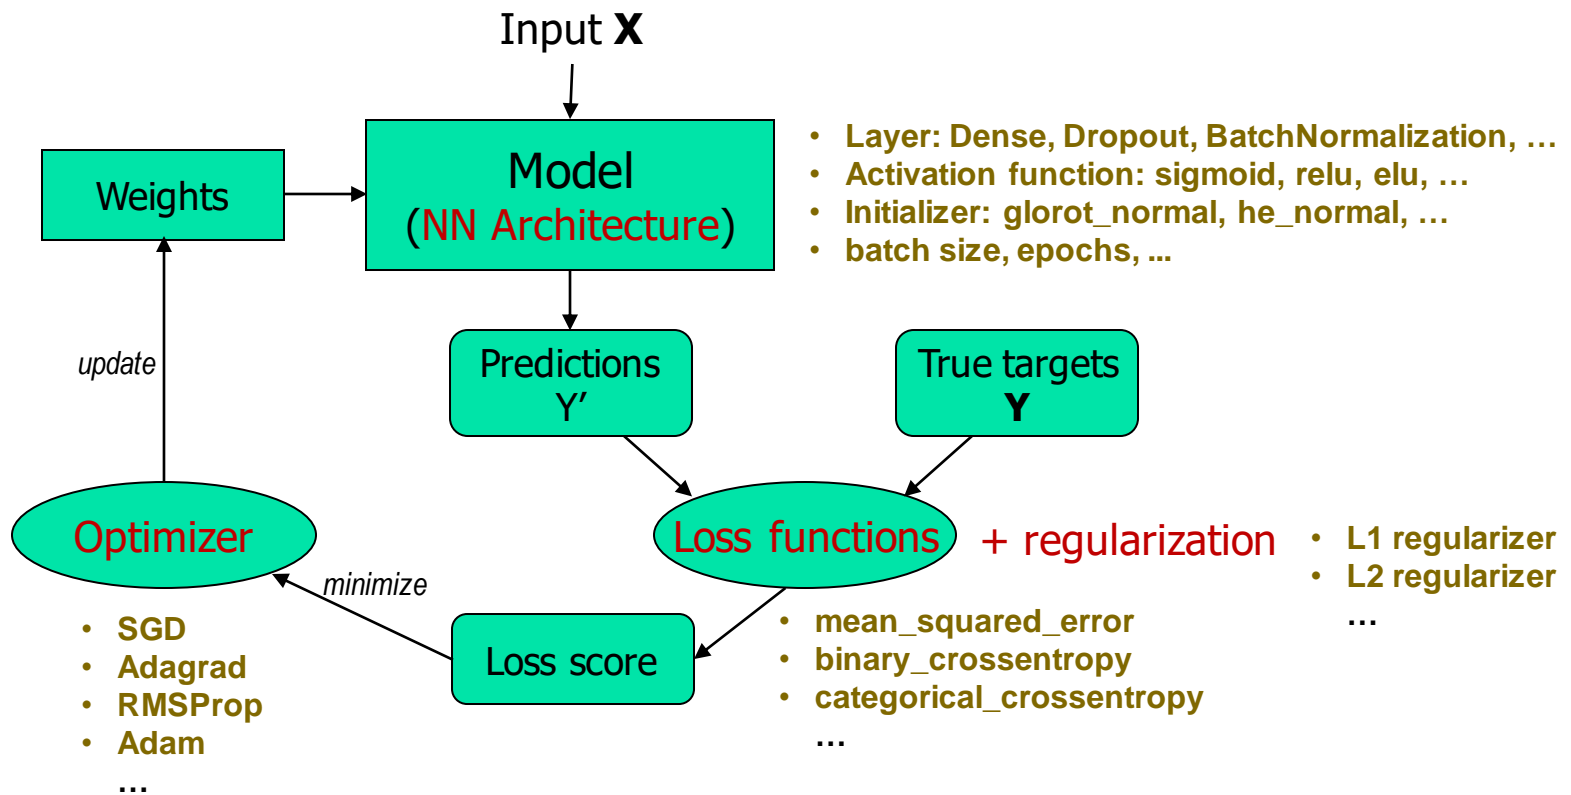 Input X
Weights
Model
(NN Architecture)
• Layer: Dense, Dropout, BatchNormalization, …
• Activation function: sigmoid, relu, elu, …
• Initializer: glorot_normal, he_normal, …
• batch size, epochs, ...
update
Predictions
Y’
True targets
Y
Optimizer
Loss functions
+ regularization
• L1 regularizer
• L2 regularizer
…
minimize
Loss score
• SGD
• Adagrad
• RMSProp
• Adam
…
• mean_squared_error
• binary_crossentropy
• categorical_crossentropy
…